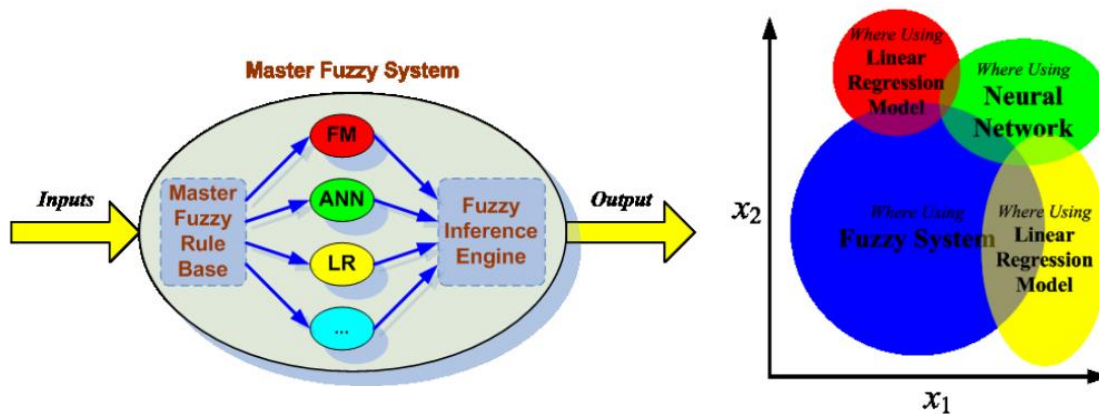 Master Fuzzy System
Inputs
Master
Fuzzy
Rule
Base
FM
ANN
LR
...
Fuzzy
Inference
Engine
Output
x2
Where Using
Linear
Regression
Model
Where Using
Neural
Network
Where Using
Fuzzy System
Where Using
Linear
Regression
Model
x1